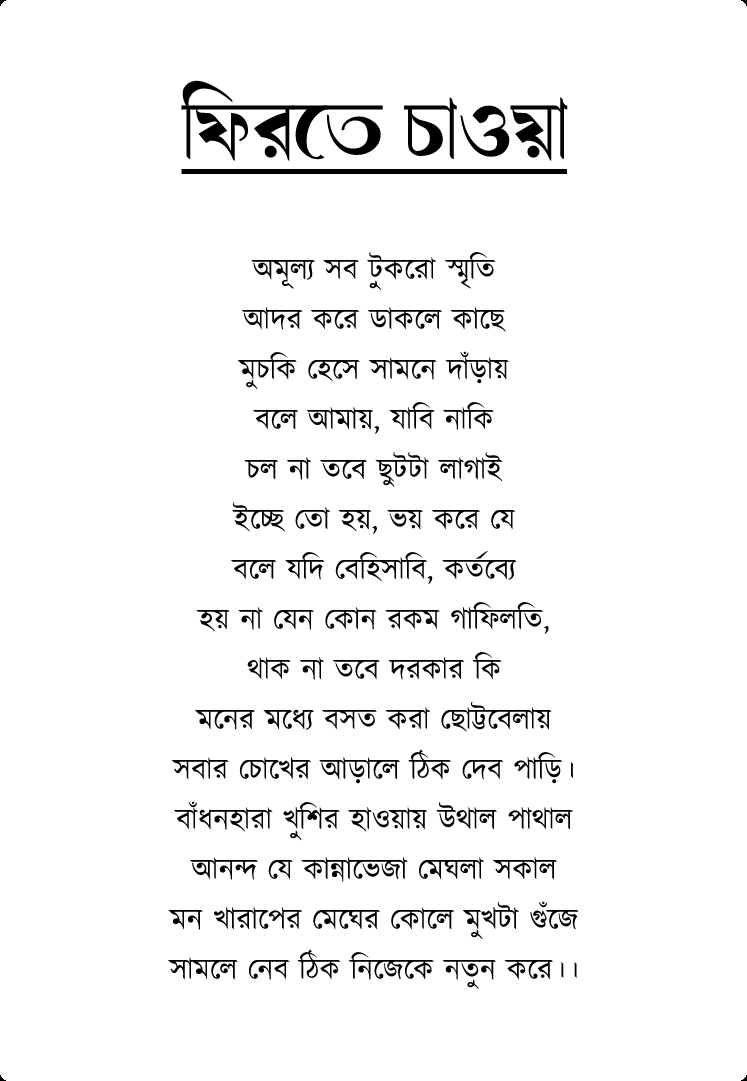 ফিরতে চাওয়া
অমূল্য সব টুকরো স্মৃতি
আদর করে ডাকলে কাছে
মুচকি হেসে সামনে দাঁড়ায়
বলে আমায়, যাবি নাকি
চল না তবে ছুটটা লাগাই
ইচ্ছে তো হয়, ভয় করে যে
বলে যদি বেহিসাবি, কর্তব্যে
হয় না যেন কোন রকম গাফিলতি,
থাক না তবে দরকার কি
মনের মধ্যে বসত করা ছোট্টবেলায়
সবার চোখের আড়ালে ঠিক দেব পাড়ি।
বাঁধনহারা খুশির হাওয়ায় উথাল পাথাল
আনন্দ যে কান্নাভেজা মেঘলা সকাল
মন খারাপের মেঘের কোলে মুখটা গুঁজে
সামলে নেব ঠিক নিজেকে নতুন করে।।